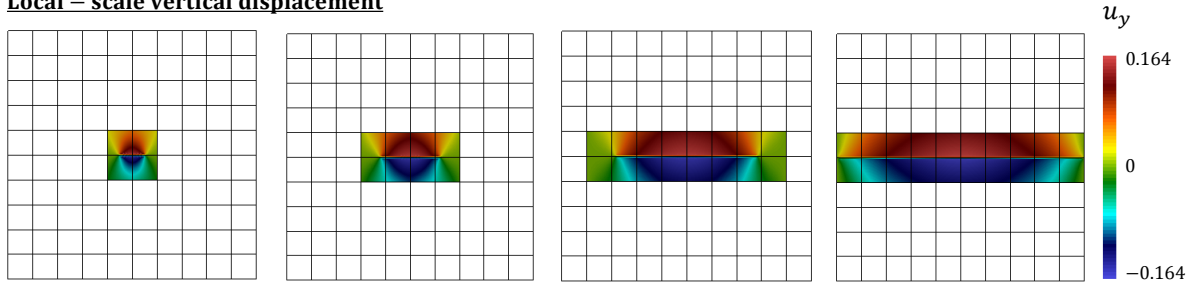 Local – scale vertical displacement
u_y
0.164
0
−0.164